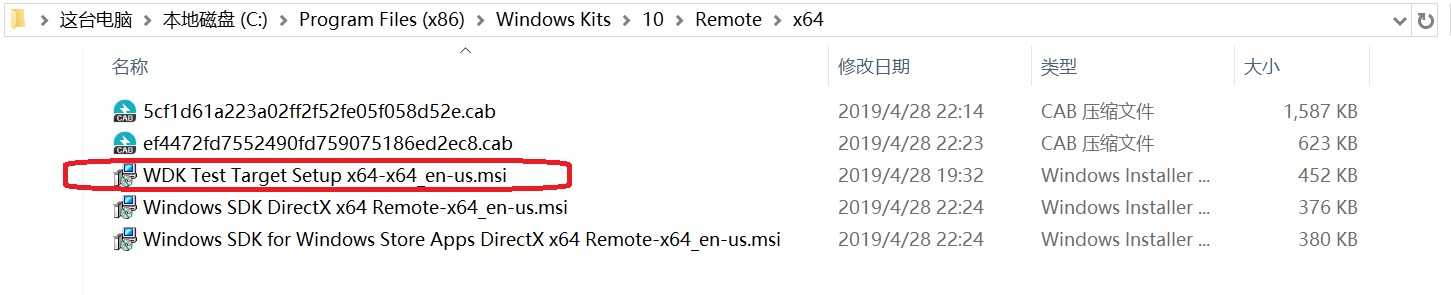 这台电脑 > 本地磁盘 (C:) > Program Files (x86) > Windows Kits > 10 > Remote > x64
名称 修改日期 类型 大小
5cf1d61a223a02ff2f52fe05f058d52e.cab 2019/4/28 22:14 CAB 压缩文件 1,587 KB
ef4472fd7552490fd759075186ed2ec8.cab 2019/4/28 22:23 CAB 压缩文件 623 KB
WDK Test Target Setup x64-x64_en-us.msi 2019/4/28 19:32 Windows Installer ... 452 KB
Windows SDK DirectX x64 Remote-x64_en-us.msi 2019/4/28 22:24 Windows Installer ... 376 KB
Windows SDK for Windows Store Apps DirectX x64 Remote-x64_en-us.msi 2019/4/28 22:24 Windows Installer ... 380 KB